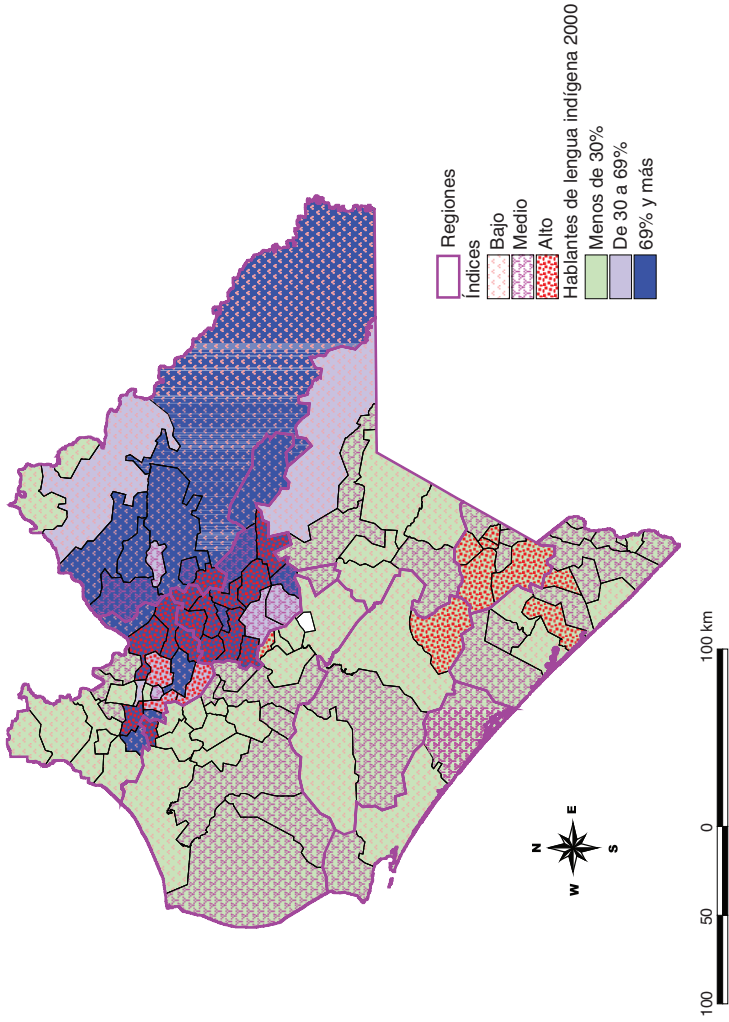 Regiones
Índices
Bajo
Medio
Alto
Hablantes de lengua indígena 2000
Menos de 30%
De 30 a 69%
69% y más
N
W E
S
100 50 0 100 km